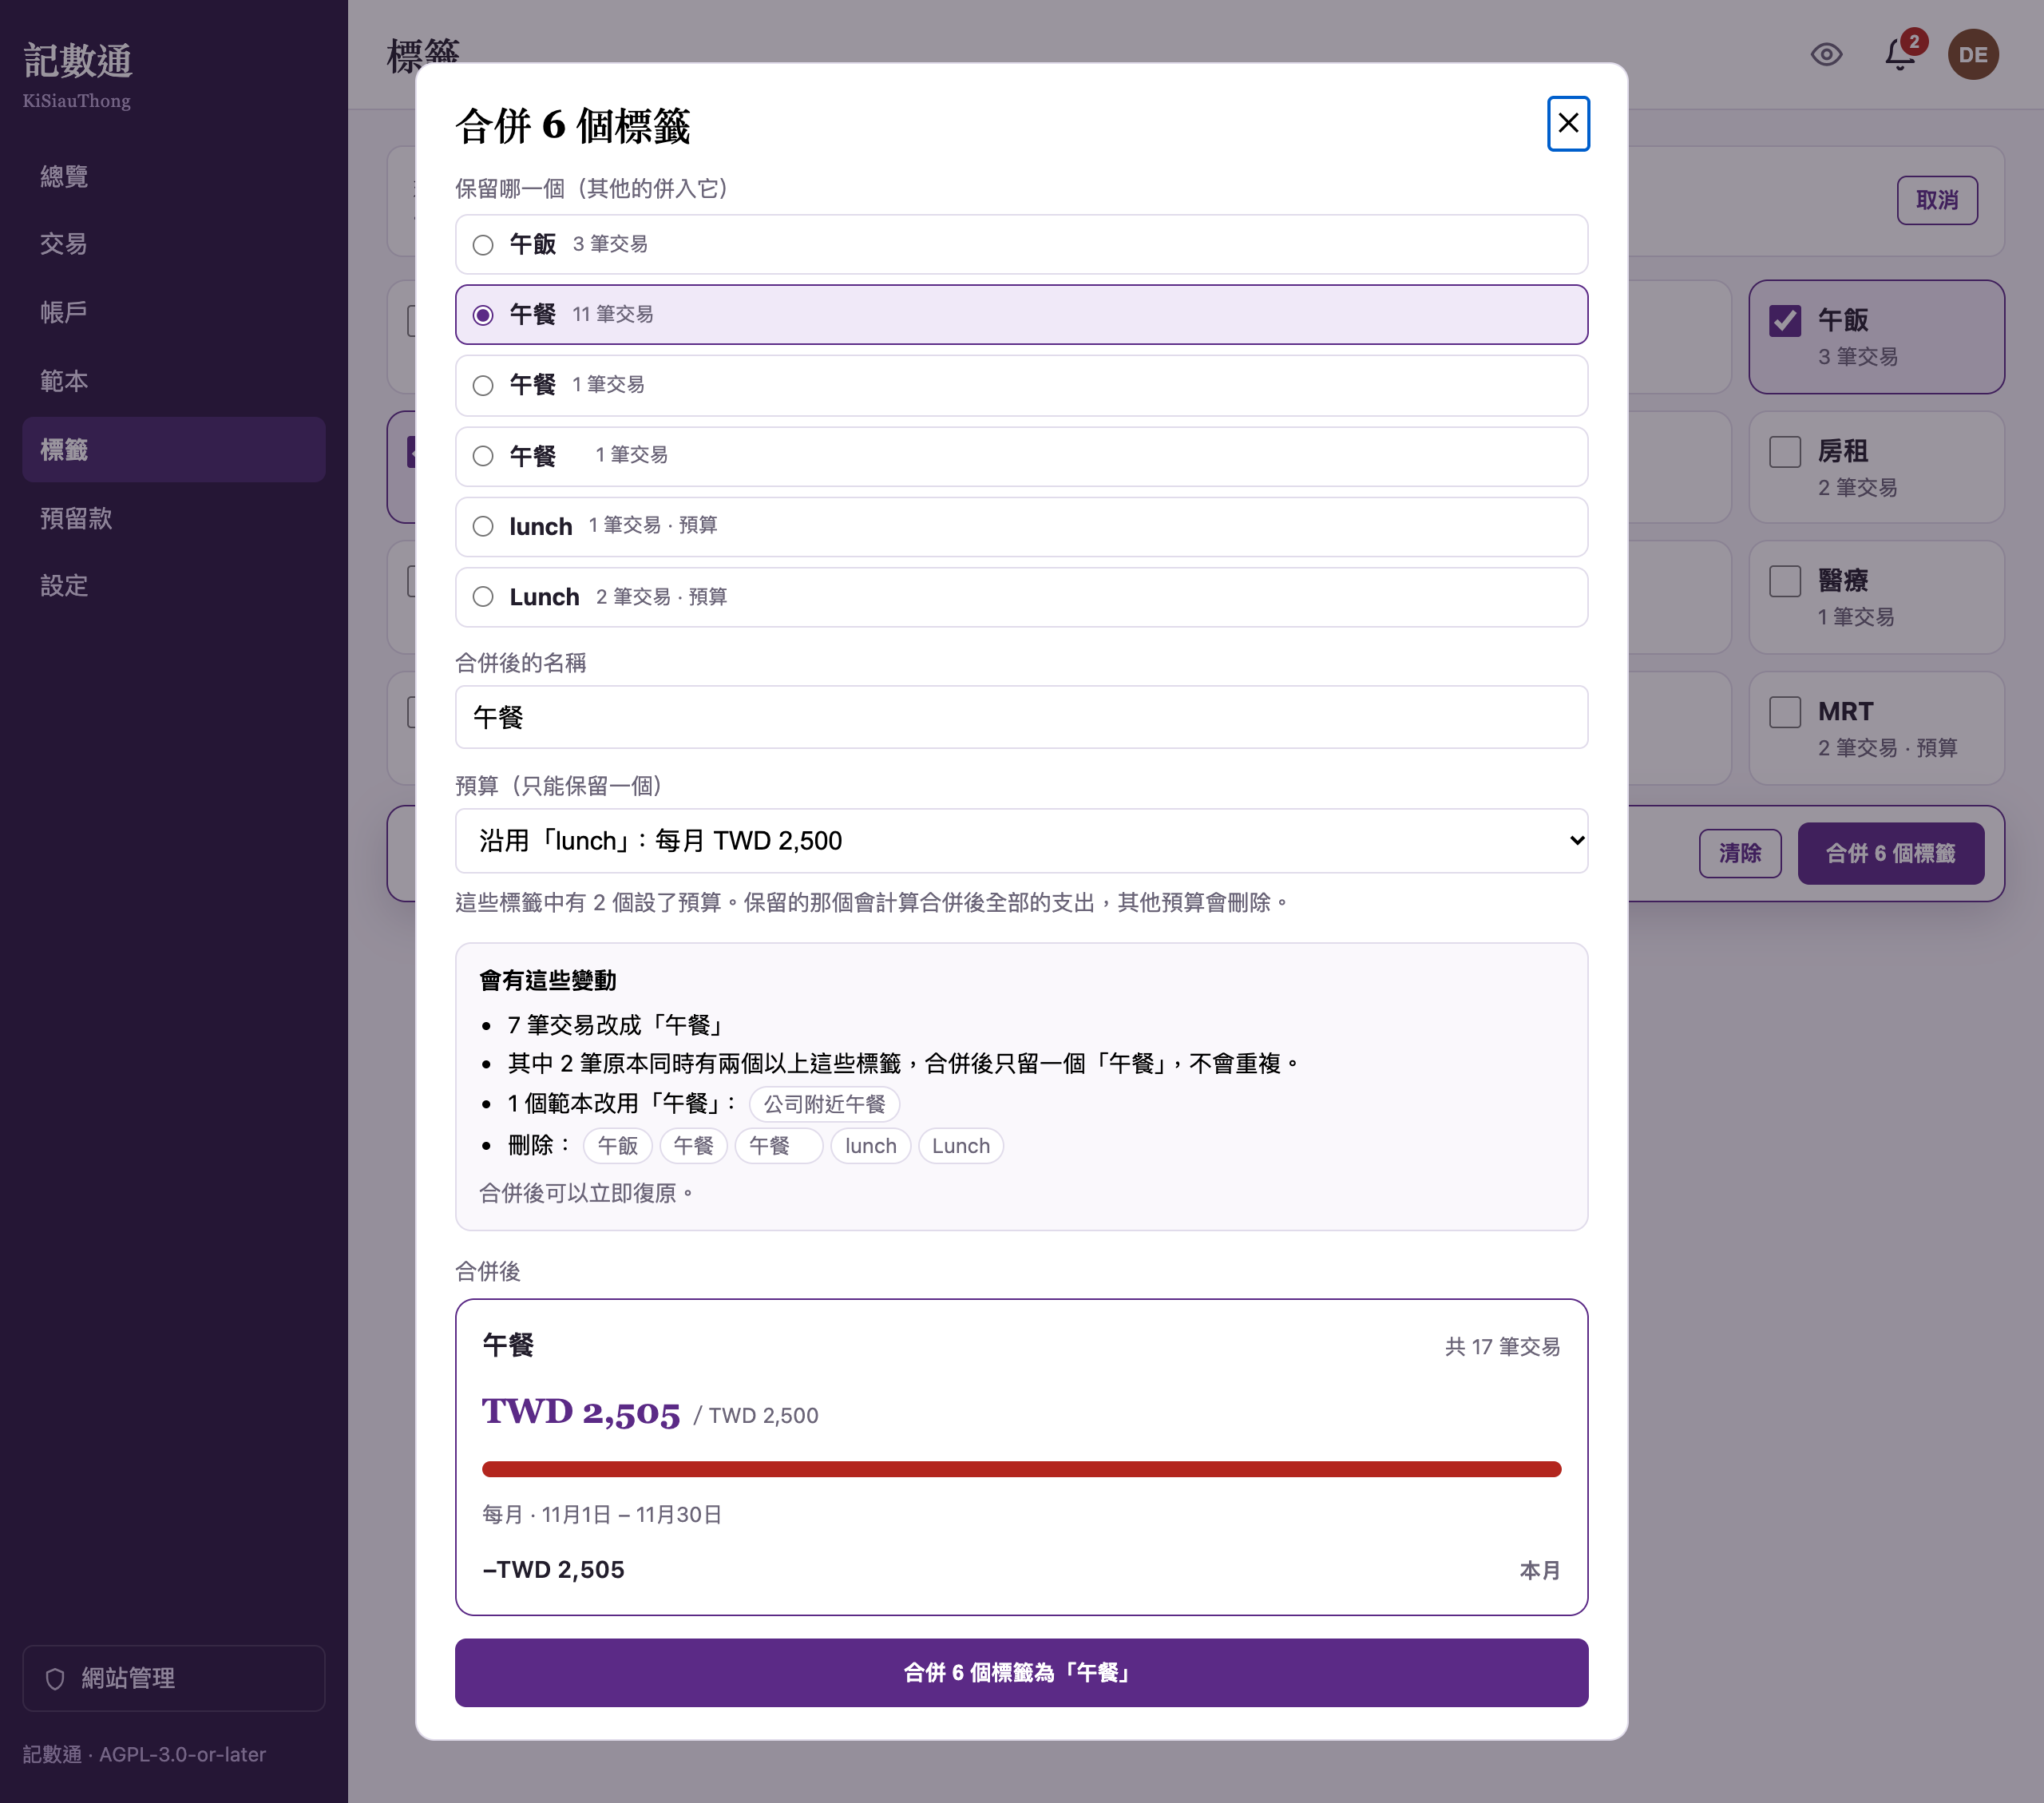 記數通
KiSiauThong
總覽
交易
帳戶
範本
標籤
預留款
設定
網站管理
記數通 · AGPL-3.0-or-later
標籤
2
DE
取消
午飯
3 筆交易
房租
2 筆交易
醫療
1 筆交易
MRT
2 筆交易 · 預算
清除
合併 6 個標籤
合併 6 個標籤
保留哪一個（其他的併入它）
午飯 3 筆交易
午餐 11 筆交易
午餐 1 筆交易
午餐　 1 筆交易
lunch 1 筆交易 · 預算
Lunch 2 筆交易 · 預算
合併後的名稱
午餐
預算（只能保留一個）
沿用「lunch」：每月 TWD 2,500
這些標籤中有 2 個設了預算。保留的那個會計算合併後全部的支出，其他預算會刪除。
會有這些變動
7 筆交易改成「午餐」
其中 2 筆原本同時有兩個以上這些標籤，合併後只留一個「午餐」，不會重複。
1 個範本改用「午餐」： 公司附近午餐
刪除： 午飯 午餐 午餐　 lunch Lunch
合併後可以立即復原。
合併後
午餐 共 17 筆交易
TWD 2,505 / TWD 2,500
每月 · 11月1日 – 11月30日
–TWD 2,505 本月
合併 6 個標籤為「午餐」